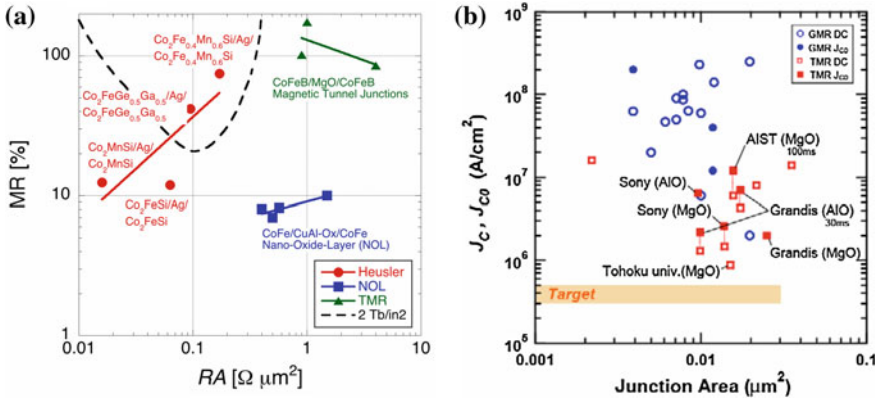 (a)
MR [%]
100
10
1
0.01
0.1
1
10
RA [Ω μm²]
Co₂Fe₀.₄Mn₀.₆Si/Ag/
Co₂Fe₀.₄Mn₀.₆Si
Co₂FeGe₀.₅Ga₀.₅/Ag/
Co₂FeGe₀.₅Ga₀.₅
Co₂MnSi/Ag/
Co₂MnSi
Co₂FeSi/Ag/
Co₂FeSi
CoFeB/MgO/CoFeB
Magnetic Tunnel Junctions
CoFe/CuAl-Ox/CoFe
Nano-Oxide-Layer (NOL)
Heusler
NOL
TMR
2 Tb/in2
(b)
J_C, J_C0 (A/cm²)
10⁹
10⁸
10⁷
10⁶
10⁵
0.001
0.01
0.1
Junction Area (μm²)
GMR DC
GMR J_C0
TMR DC
TMR J_C0
AIST (MgO)
100ms
Sony (AlO)
Sony (MgO)
Grandis (AlO)
30ms
Grandis (MgO)
Tohoku univ.(MgO)
Target